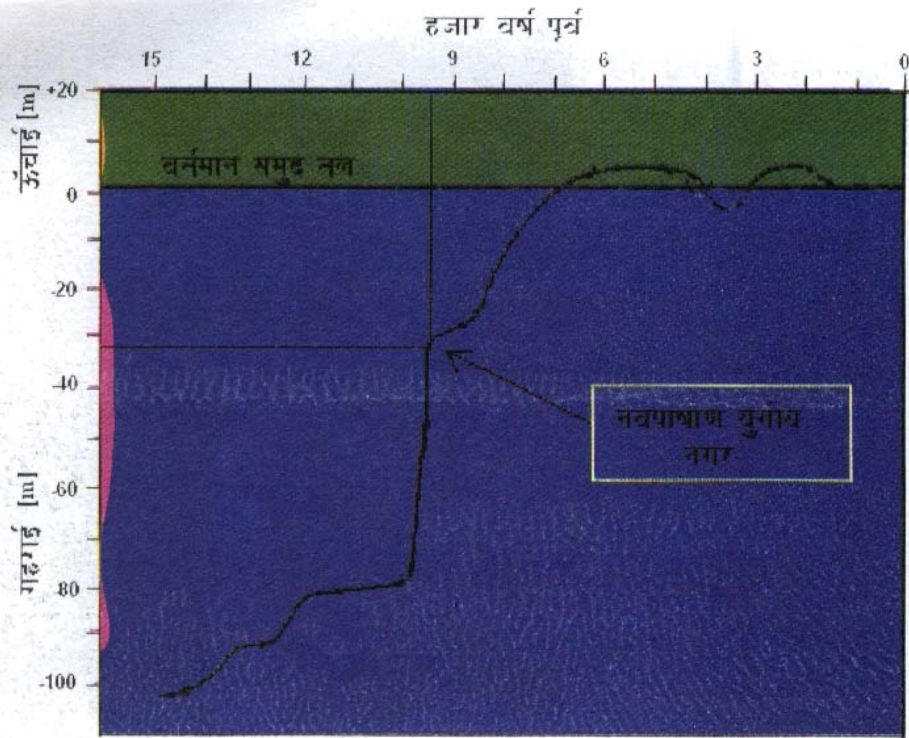 हजार वर्ष पूर्व
15 9 6 3 0
+20
ऊँचाई [m]
वर्तमान समुद्र तल
0
-20
-40
नवपाषाण युगीय
नगर
गहराई [m]
60
80
-100